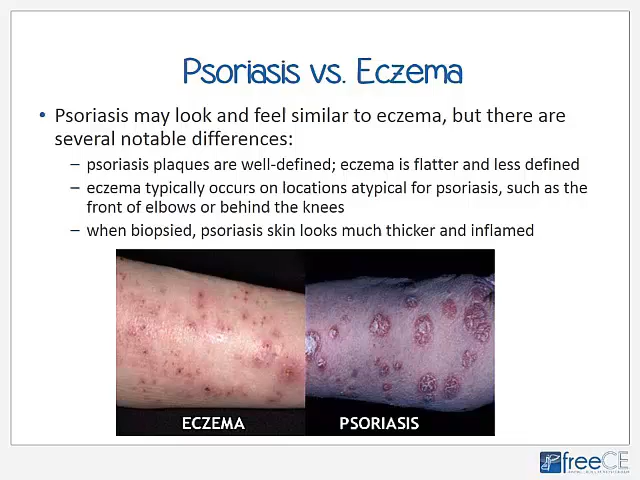 Psoriasis vs. Eczema
• Psoriasis may look and feel similar to eczema, but there are
several notable differences:
– psoriasis plaques are well-defined; eczema is flatter and less defined
– eczema typically occurs on locations atypical for psoriasis, such as the
front of elbows or behind the knees
– when biopsied, psoriasis skin looks much thicker and inflamed
ECZEMA PSORIASIS
freeCE